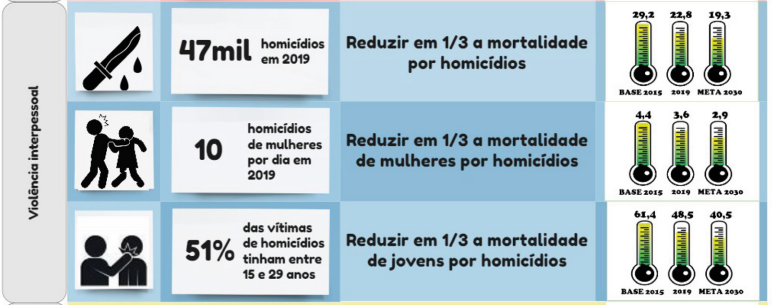 Violência interpessoal
47mil
homicídios
em 2019
Reduzir em 1/3 a mortalidade
por homicídios
29,2 22,8 19,3
BASE 2015 2019 META 2030
10
homicídios
de mulheres
por dia em
2019
Reduzir em 1/3 a mortalidade
de mulheres por homicídios
4,4 3,6 2,9
BASE 2015 2019 META 2030
51%
das vítimas
de homicídios
tinham entre
15 e 29 anos
Reduzir em 1/3 a mortalidade
de jovens por homicídios
61,4 48,5 40,5
BASE 2015 2019 META 2030